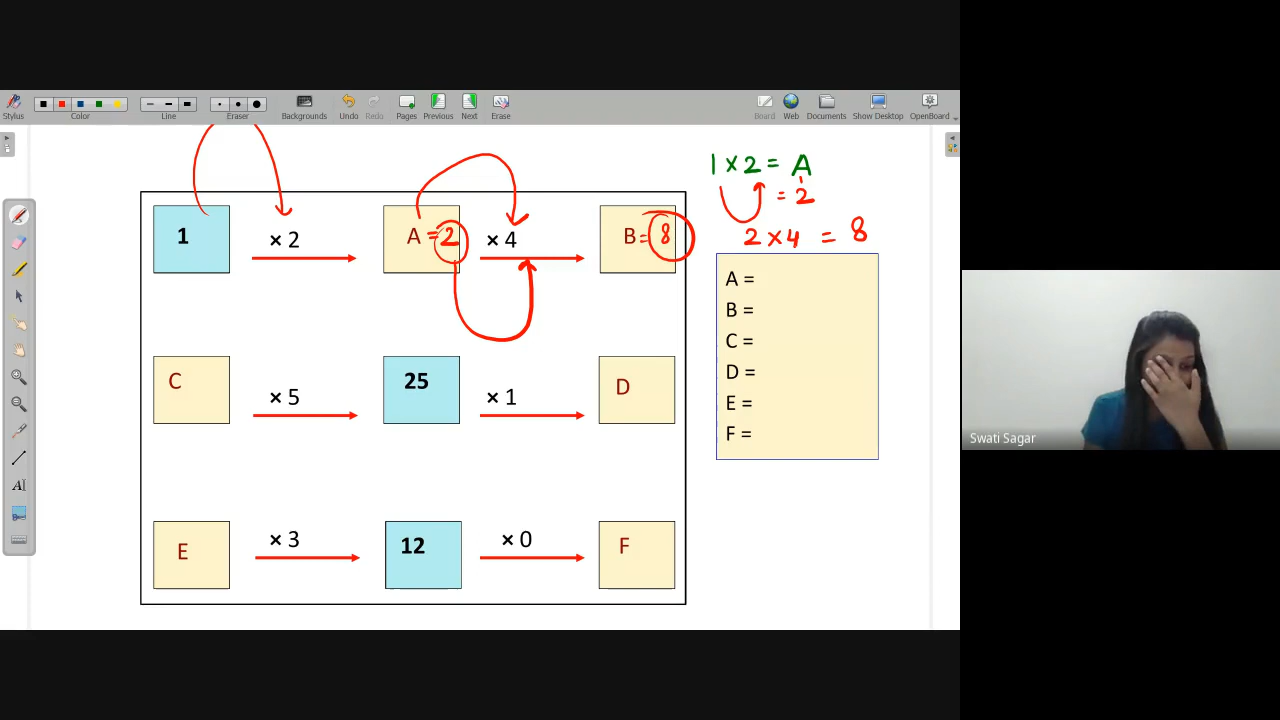 Stylus Color Line Eraser Backgrounds Undo Redo Pages Previous Next Erase Board Web Documents Show Desktop OpenBoard
1 × 2 = A
= 2
2 × 4 = 8
1 × 2 A = 2 × 4 B = 8
A =
B =
C =
D =
E =
F =
C × 5 25 × 1 D
E × 3 12 × 0 F
Swati Sagar